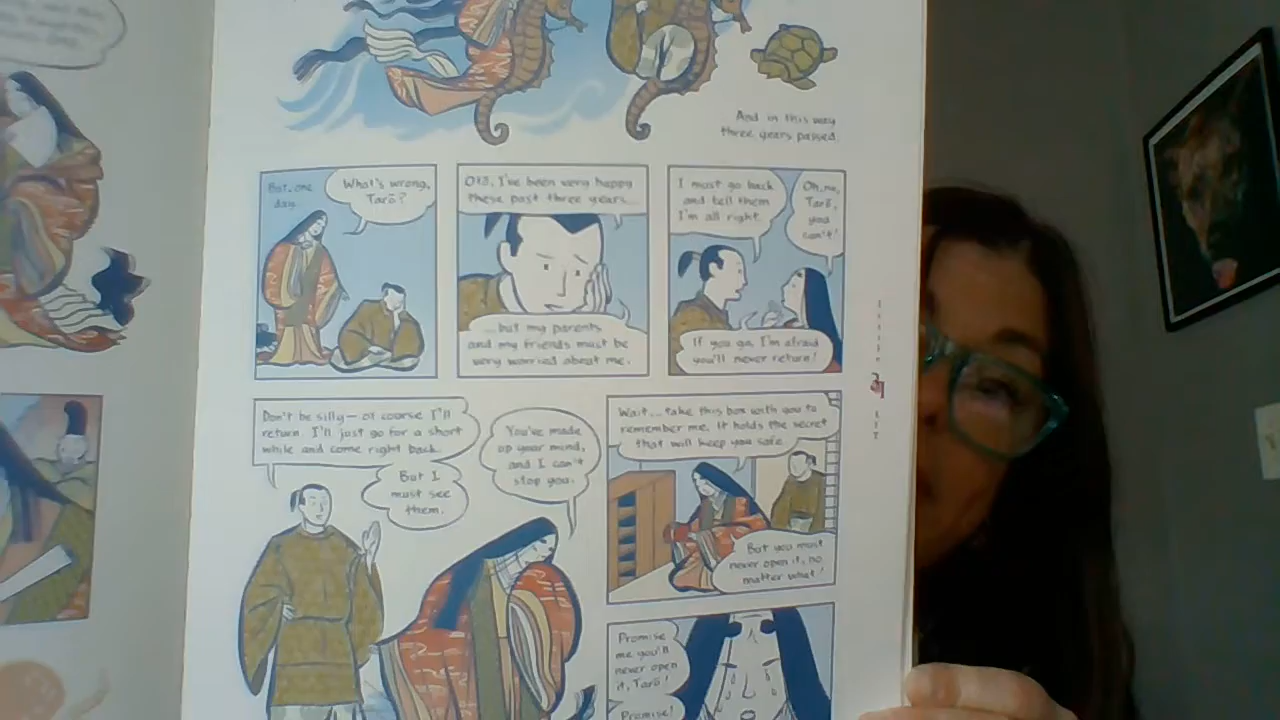 And in this way
three years passed.
But, one
day...
What's wrong,
Tarō?
Otō, I've been very happy
these past three years...
...but my parents
and my friends must be
very worried about me.
I must go back
and tell them
I'm all right.
Oh, no,
Tarō,
you
can't!
If you go, I'm afraid
you'll never return!
Don't be silly — of course I'll
return. I'll just go for a short
while and come right back.
But I
must see
them.
You've made
up your mind,
and I can't
stop you.
Wait... take this box with you to
remember me. It holds the secret
that will keep you safe.
But you must
never open it, no
matter what!
Promise
me you'll
never open
it, Tarō!
Promise!
LIT